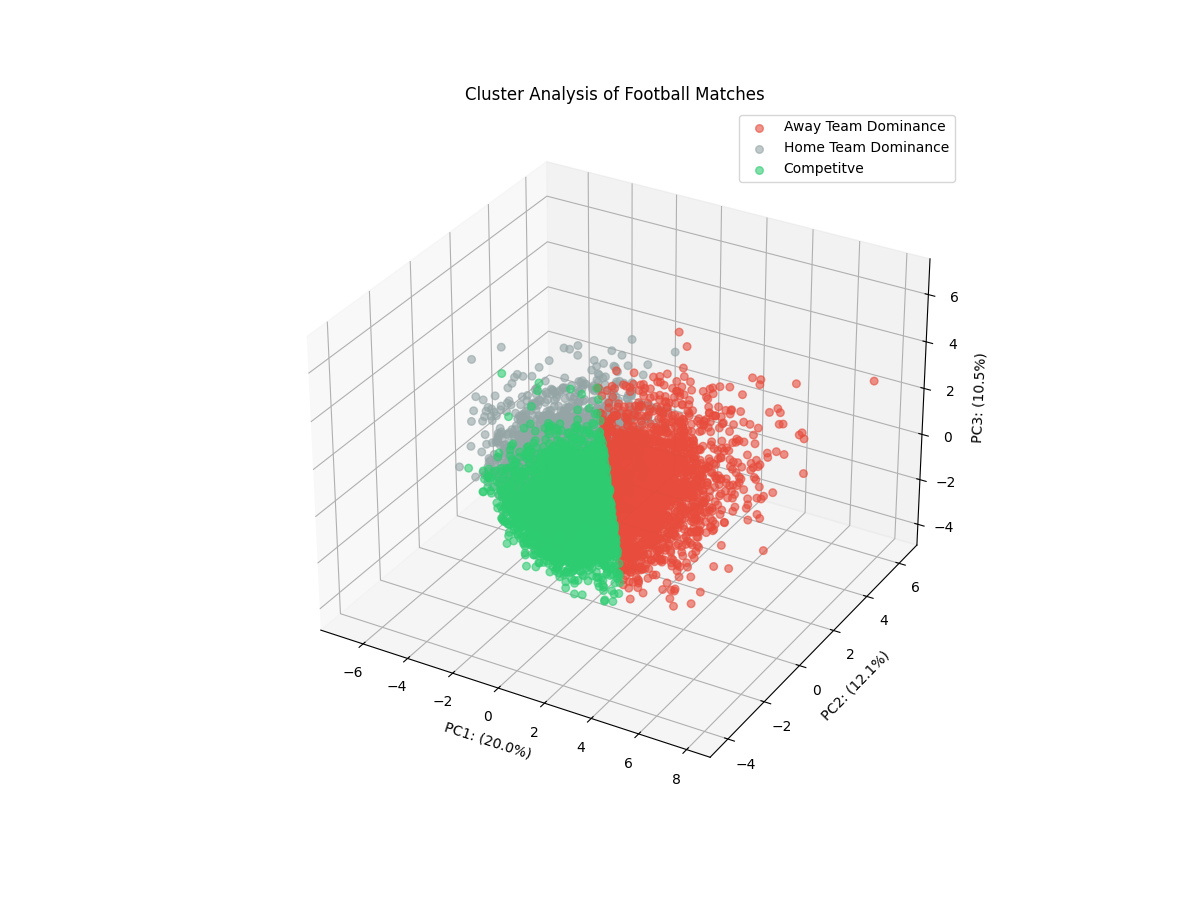 Cluster Analysis of Football Matches
Away Team Dominance
Home Team Dominance
Competitve
6
4
2
0
−2
−4
PC3: (10.5%)
6
4
2
0
−2
−4
PC2: (12.1%)
−6
−4
−2
0
2
4
6
8
PC1: (20.0%)